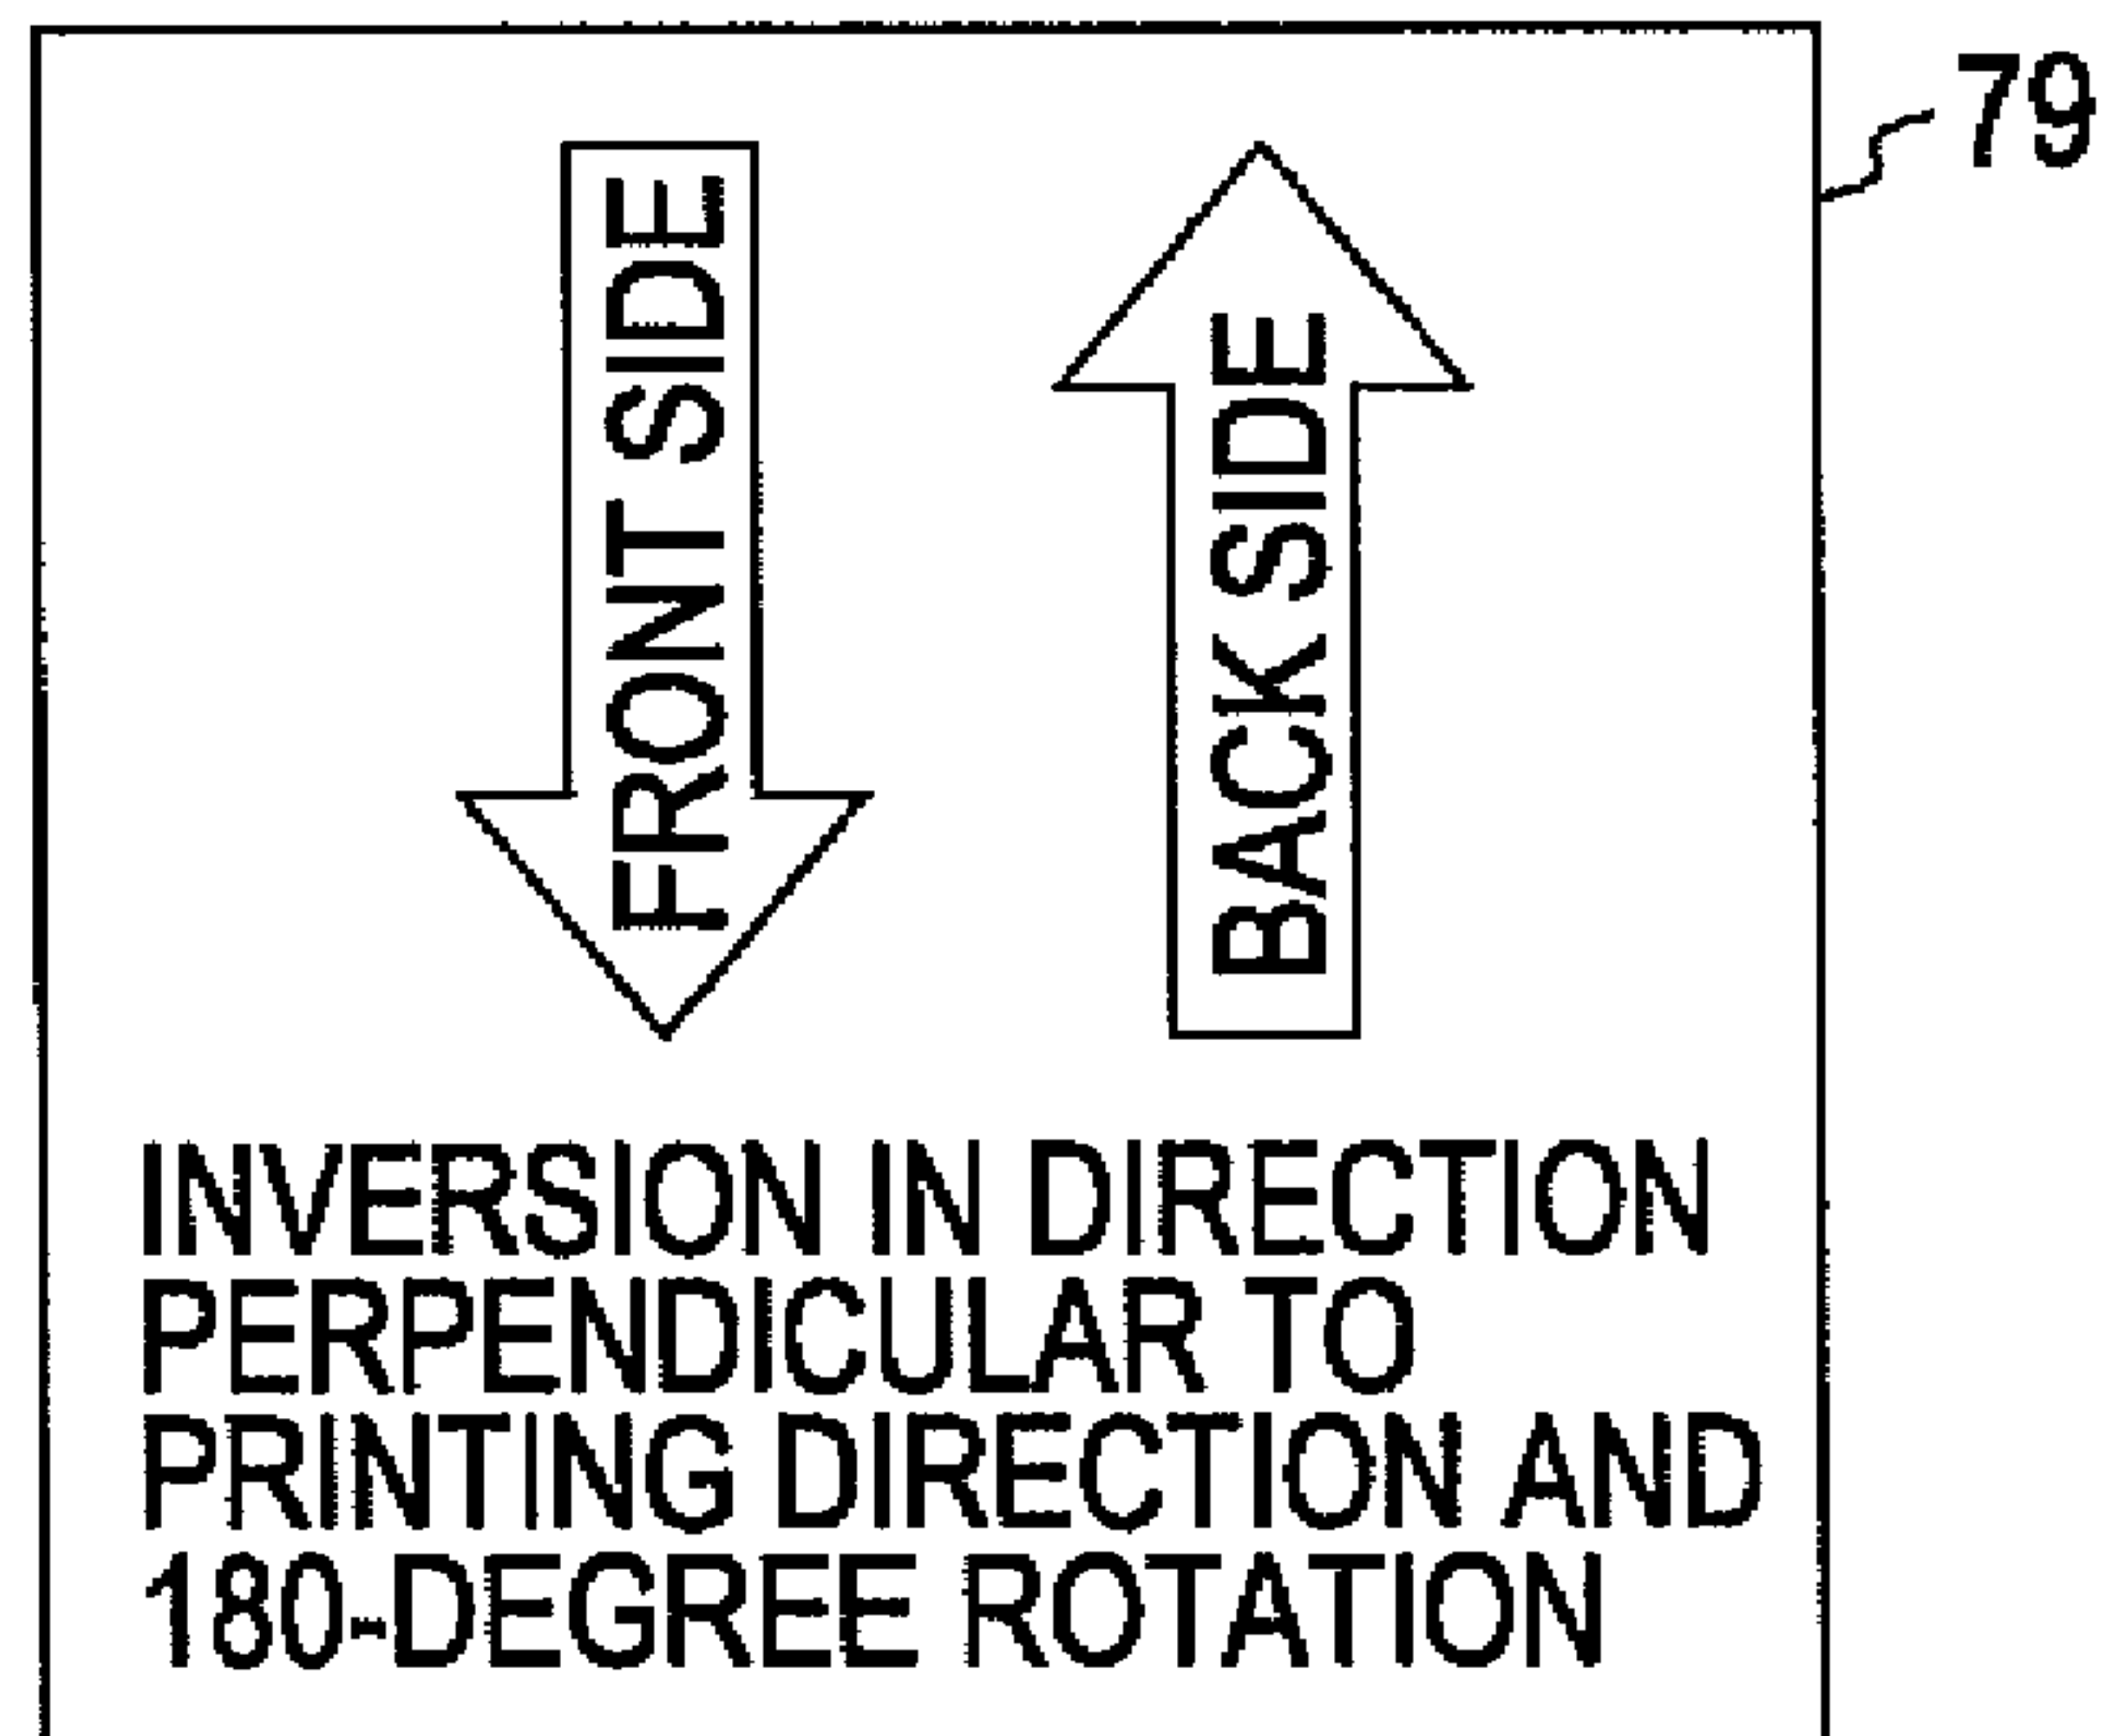 79
FRONT SIDE
BACK SIDE
INVERSION IN DIRECTION
PERPENDICULAR TO
PRINTING DIRECTION AND
180-DEGREE ROTATION